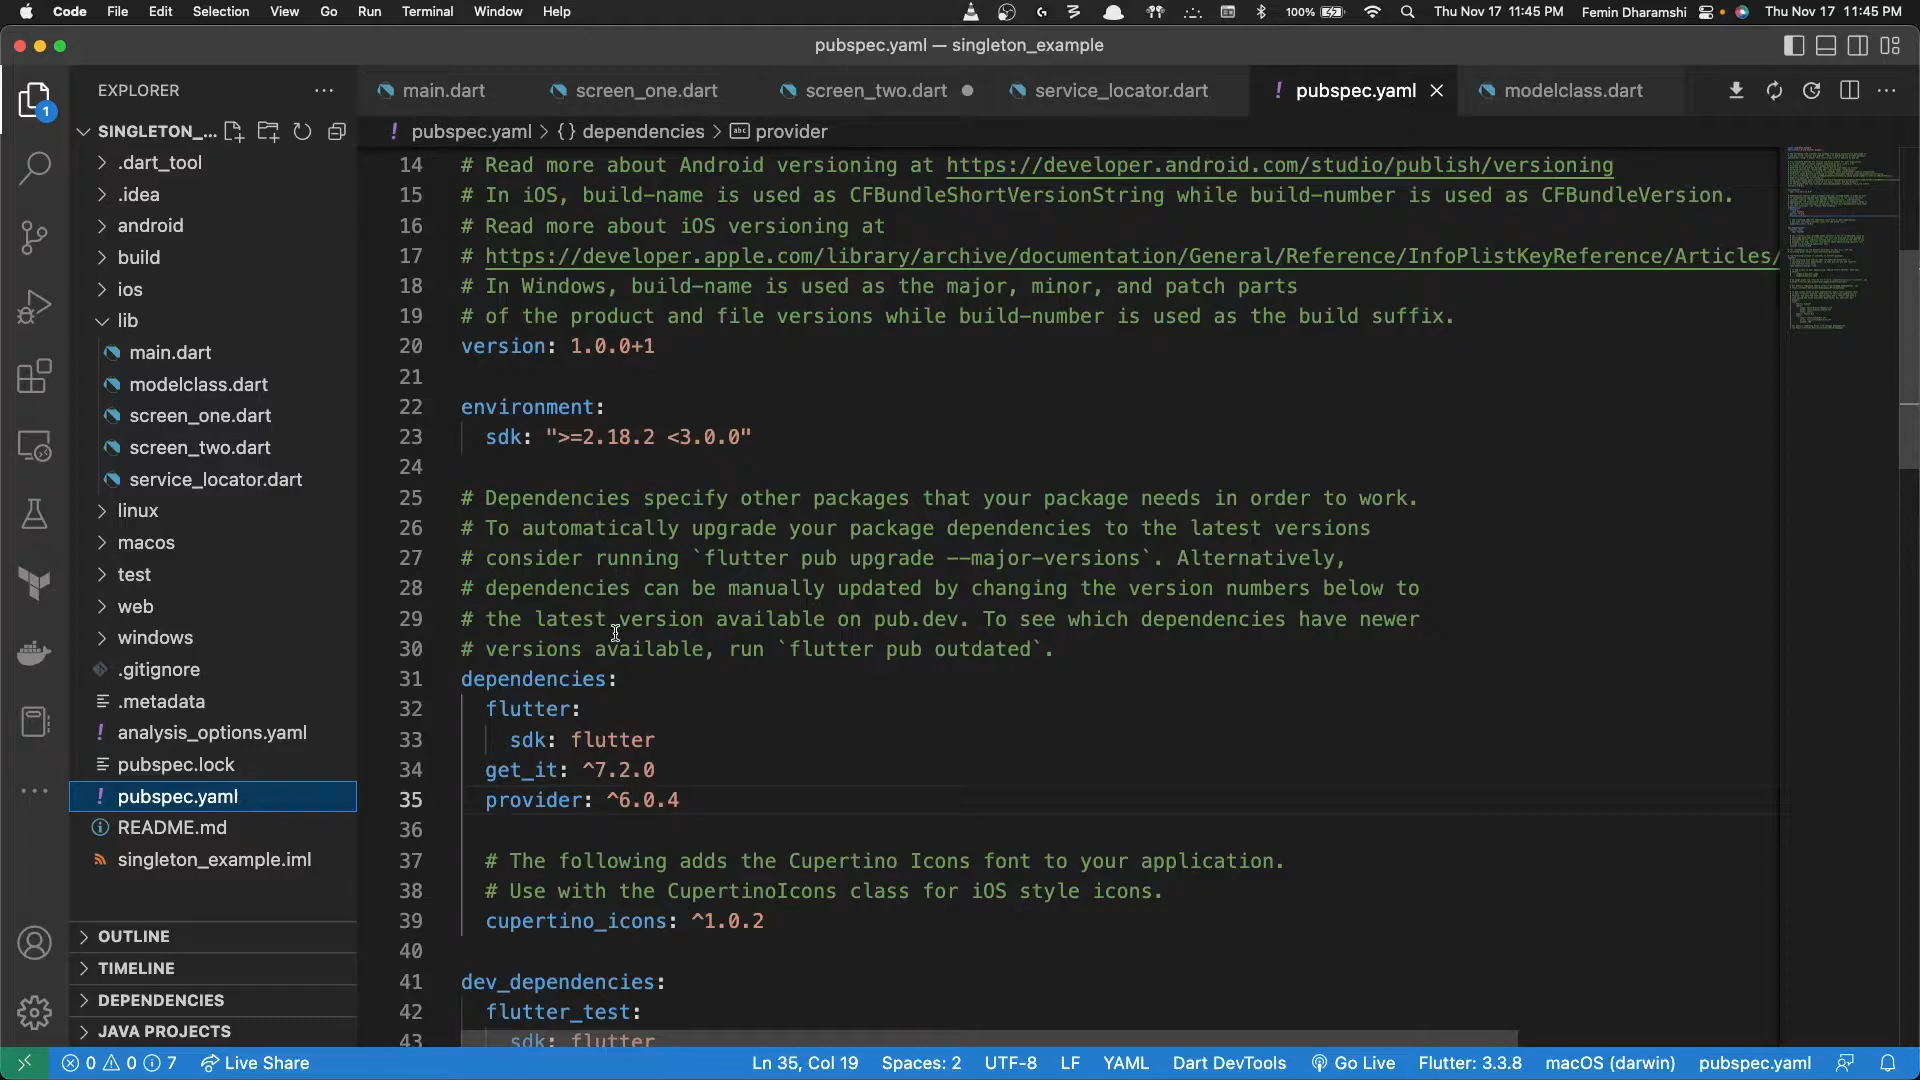 Code File Edit Selection View Go Run Terminal Window Help 100% Thu Nov 17 11:45 PM Femin Dharamshi Thu Nov 17 11:45 PM
pubspec.yaml — singleton_example
EXPLORER
main.dart screen_one.dart screen_two.dart service_locator.dart ! pubspec.yaml modelclass.dart
1
SINGLETON_...
! pubspec.yaml > {} dependencies > abc provider
.dart_tool
.idea
android
build
ios
lib
main.dart
modelclass.dart
screen_one.dart
screen_two.dart
service_locator.dart
linux
macos
test
web
windows
.gitignore
.metadata
! analysis_options.yaml
pubspec.lock
! pubspec.yaml
README.md
singleton_example.iml
OUTLINE
TIMELINE
DEPENDENCIES
JAVA PROJECTS
14 # Read more about Android versioning at https://developer.android.com/studio/publish/versioning
15 # In iOS, build-name is used as CFBundleShortVersionString while build-number is used as CFBundleVersion.
16 # Read more about iOS versioning at
17 # https://developer.apple.com/library/archive/documentation/General/Reference/InfoPlistKeyReference/Articles/
18 # In Windows, build-name is used as the major, minor, and patch parts
19 # of the product and file versions while build-number is used as the build suffix.
20 version: 1.0.0+1
21
22 environment:
23 sdk: ">=2.18.2 <3.0.0"
24
25 # Dependencies specify other packages that your package needs in order to work.
26 # To automatically upgrade your package dependencies to the latest versions
27 # consider running `flutter pub upgrade --major-versions`. Alternatively,
28 # dependencies can be manually updated by changing the version numbers below to
29 # the latest version available on pub.dev. To see which dependencies have newer
30 # versions available, run `flutter pub outdated`.
31 dependencies:
32 flutter:
33 sdk: flutter
34 get_it: ^7.2.0
35 provider: ^6.0.4
36
37 # The following adds the Cupertino Icons font to your application.
38 # Use with the CupertinoIcons class for iOS style icons.
39 cupertino_icons: ^1.0.2
40
41 dev_dependencies:
42 flutter_test:
43 sdk: flutter
0 0 7 Live Share Ln 35, Col 19 Spaces: 2 UTF-8 LF YAML Dart DevTools Go Live Flutter: 3.3.8 macOS (darwin) pubspec.yaml